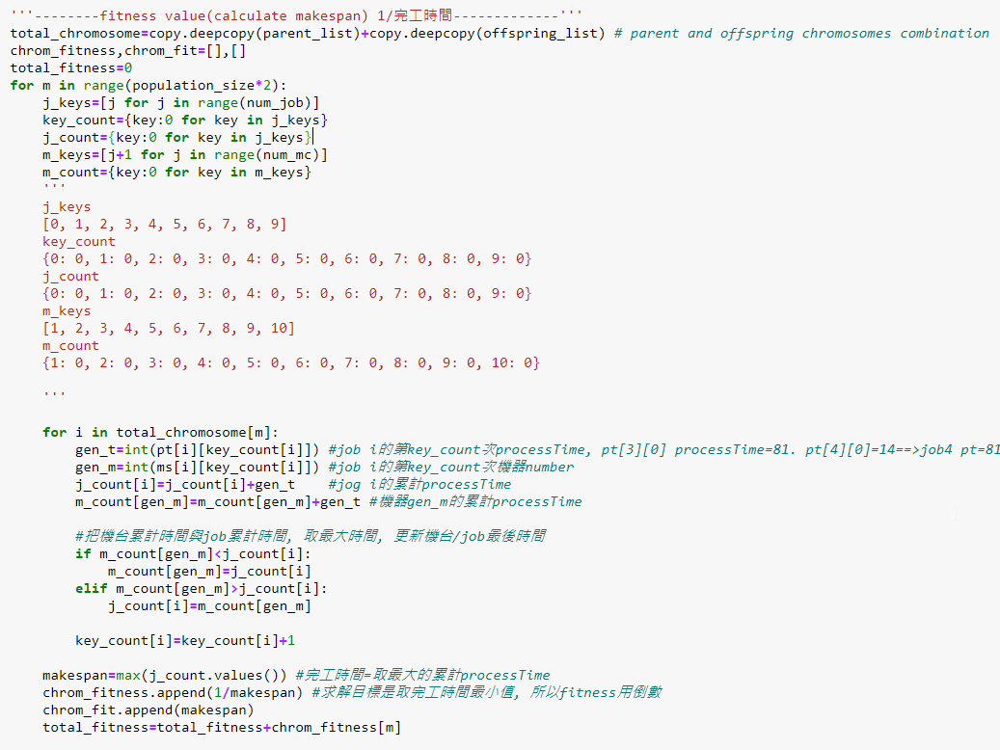 '''--------fitness value(calculate makespan) 1/完工時間-------------'''
total_chromosome=copy.deepcopy(parent_list)+copy.deepcopy(offspring_list) # parent and offspring chromosomes combination
chrom_fitness,chrom_fit=[],[]
total_fitness=0
for m in range(population_size*2):
    j_keys=[j for j in range(num_job)]
    key_count={key:0 for key in j_keys}
    j_count={key:0 for key in j_keys}
    m_keys=[j+1 for j in range(num_mc)]
    m_count={key:0 for key in m_keys}
    '''
    j_keys
    [0, 1, 2, 3, 4, 5, 6, 7, 8, 9]
    key_count
    {0: 0, 1: 0, 2: 0, 3: 0, 4: 0, 5: 0, 6: 0, 7: 0, 8: 0, 9: 0}
    j_count
    {0: 0, 1: 0, 2: 0, 3: 0, 4: 0, 5: 0, 6: 0, 7: 0, 8: 0, 9: 0}
    m_keys
    [1, 2, 3, 4, 5, 6, 7, 8, 9, 10]
    m_count
    {1: 0, 2: 0, 3: 0, 4: 0, 5: 0, 6: 0, 7: 0, 8: 0, 9: 0, 10: 0}
    '''
    for i in total_chromosome[m]:
        gen_t=int(pt[i][key_count[i]]) #job i的第key_count次processTime, pt[3][0] processTime=81. pt[4][0]=14==>job4 pt=81
        gen_m=int(ms[i][key_count[i]]) #job i的第key_count次機器number
        j_count[i]=j_count[i]+gen_t    #jog i的累計processTime
        m_count[gen_m]=m_count[gen_m]+gen_t #機器gen_m的累計processTime
        #把機台累計時間與job累計時間, 取最大時間, 更新機台/job最後時間
        if m_count[gen_m]<j_count[i]:
            m_count[gen_m]=j_count[i]
        elif m_count[gen_m]>j_count[i]:
            j_count[i]=m_count[gen_m]
        key_count[i]=key_count[i]+1
    makespan=max(j_count.values()) #完工時間=取最大的累計processTime
    chrom_fitness.append(1/makespan) #求解目標是取完工時間最小值, 所以fitness用倒數
    chrom_fit.append(makespan)
    total_fitness=total_fitness+chrom_fitness[m]